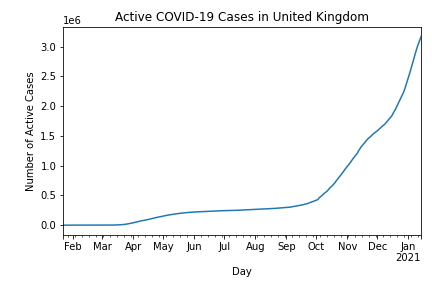 Active COVID-19 Cases in United Kingdom
1e6
3.0
2.5
2.0
1.5
1.0
0.5
0.0
Number of Active Cases
Feb Mar Apr May Jun Jul Aug Sep Oct Nov Dec Jan
2021
Day